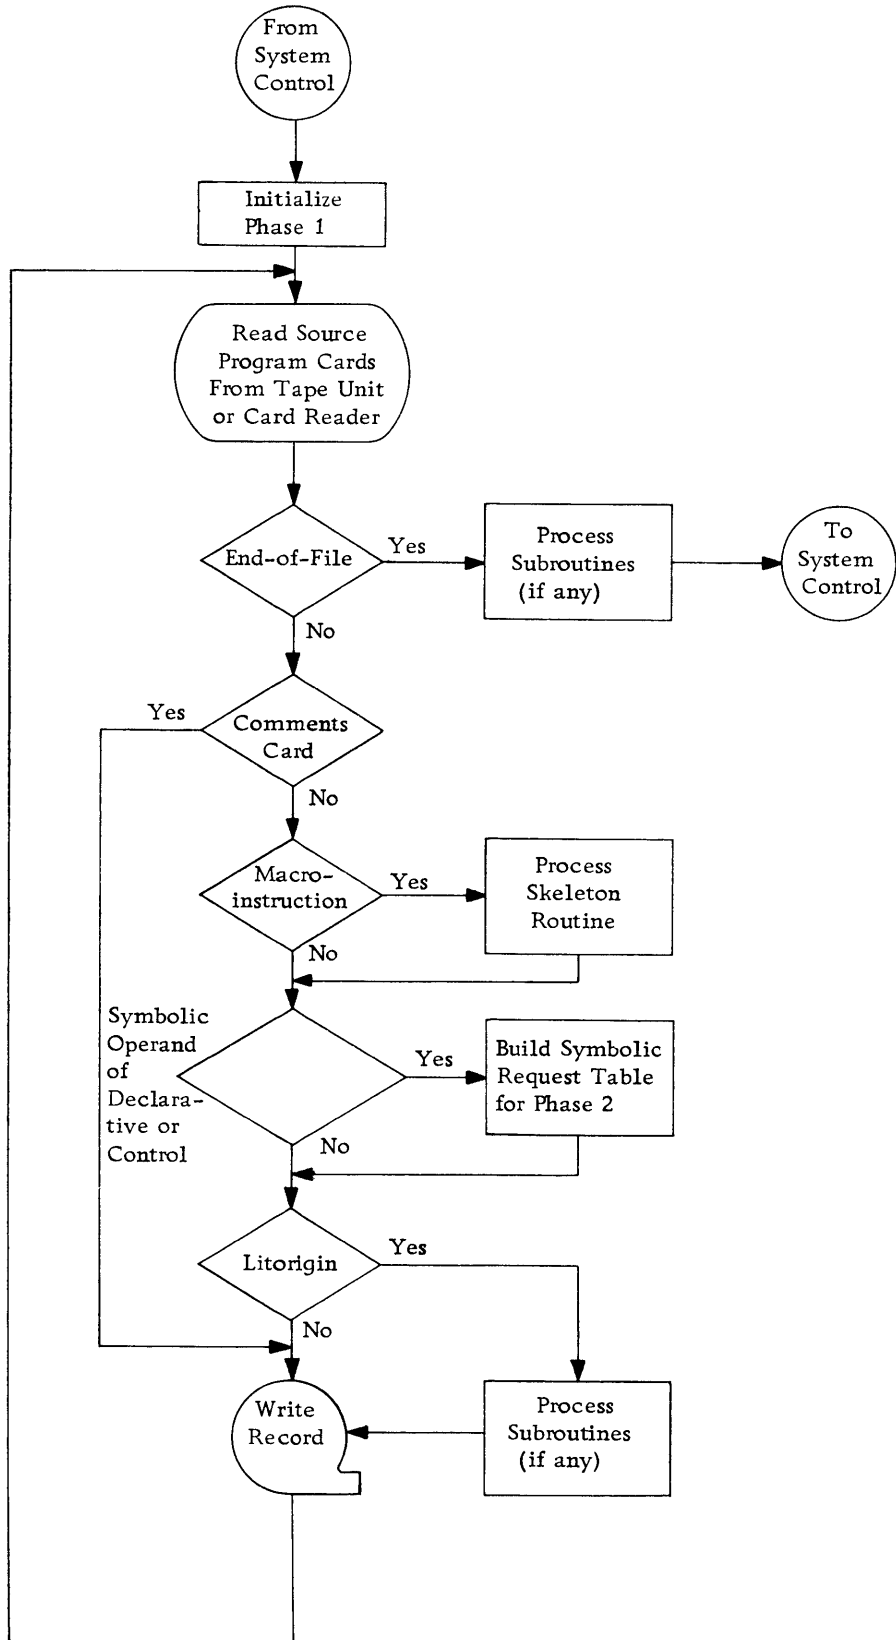 From
System
Control
Initialize
Phase 1
Read Source
Program Cards
From Tape Unit
or Card Reader
End-of-File
Yes
Process
Subroutines
(if any)
To
System
Control
No
Yes
Comments
Card
No
Macro-
instruction
Yes
Process
Skeleton
Routine
No
Symbolic
Operand
of
Declara-
tive or
Control
Yes
Build Symbolic
Request Table
for Phase 2
No
Litorigin
Yes
No
Write
Record
Process
Subroutines
(if any)